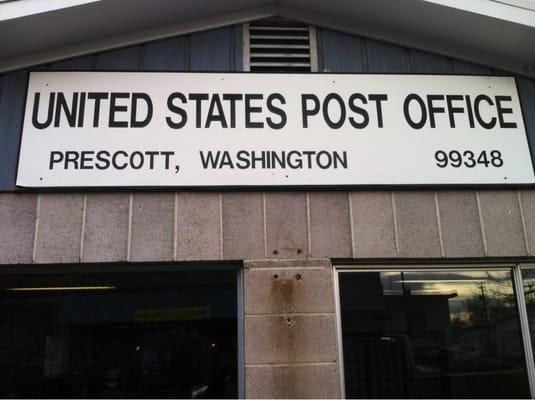 UNITED STATES POST OFFICE
PRESCOTT, WASHINGTON 99348